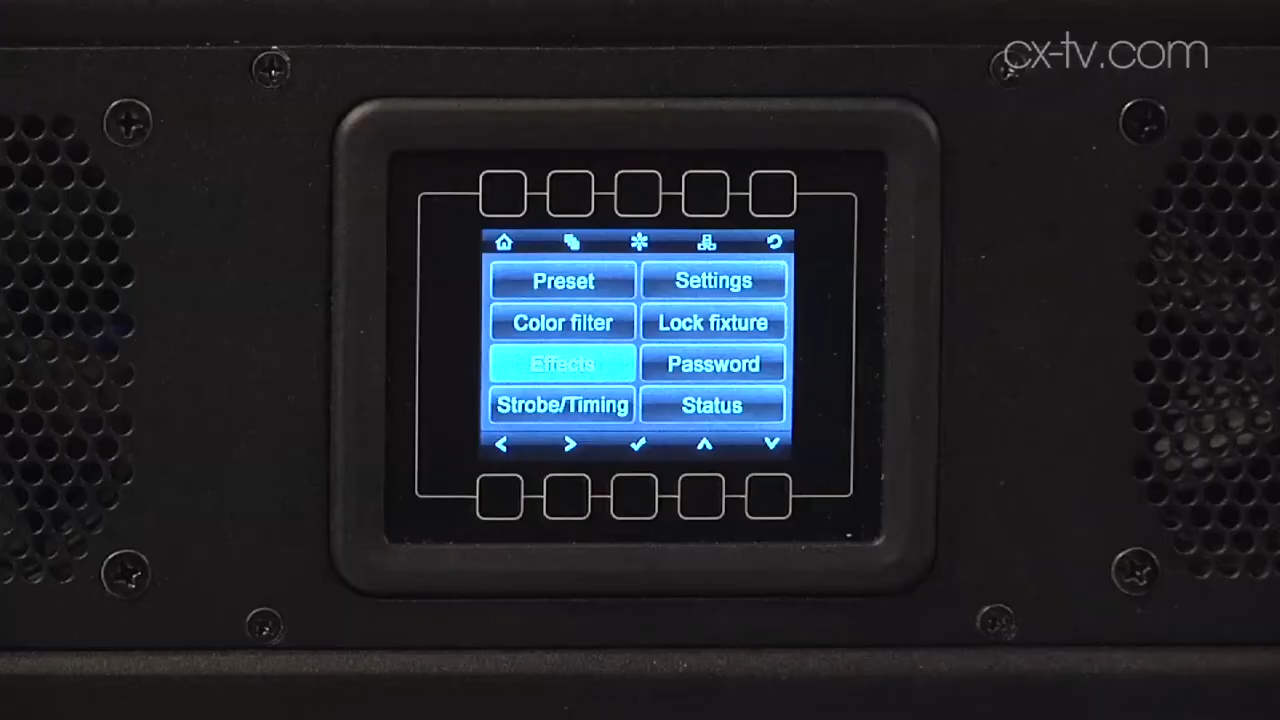 cx-tv.com
Preset
Settings
Color filter
Lock fixture
Effects
Password
Strobe/Timing
Status